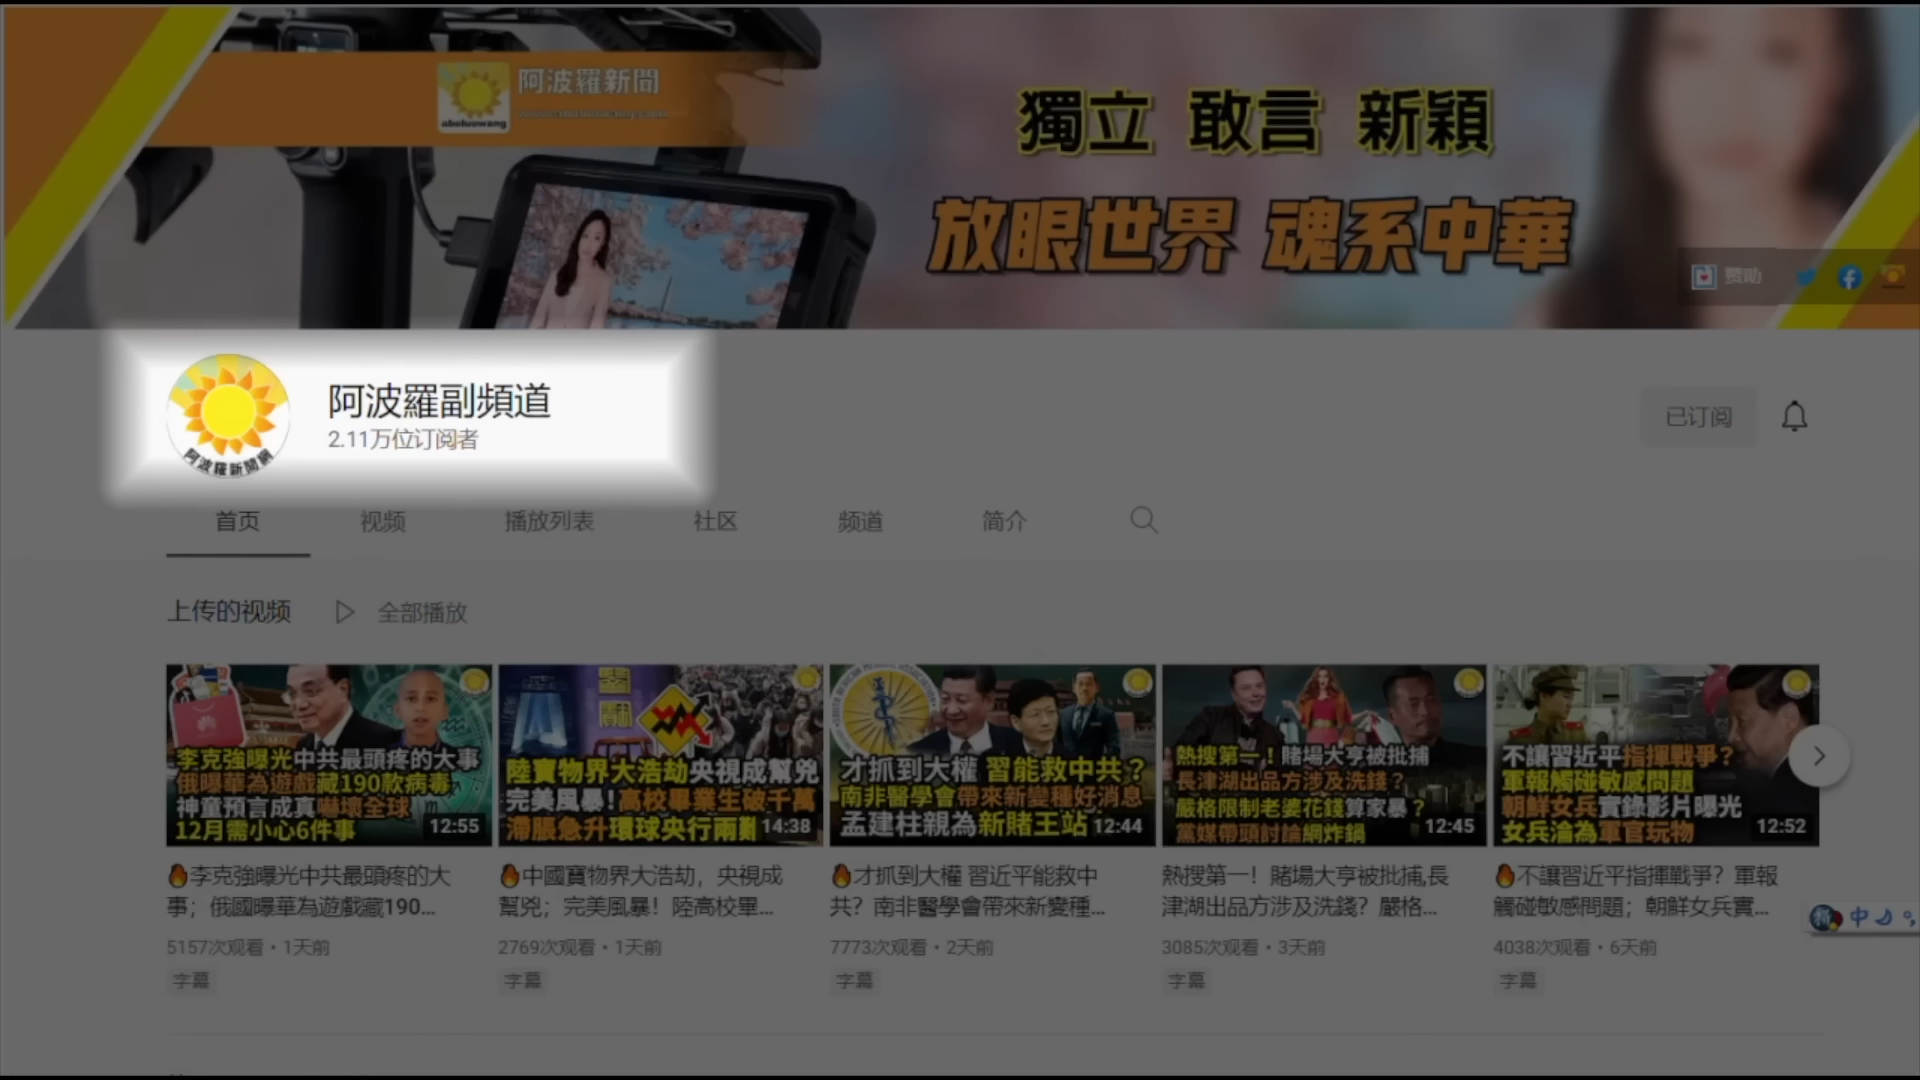 阿波羅新聞
aboluowang
獨立 敢言 新穎
放眼世界 魂系中華
赞助
阿波羅副頻道
2.11万位订阅者
阿波羅新聞網
已订阅
首页
视频
播放列表
社区
频道
简介
上传的视频
全部播放
李克強曝光中共最頭疼的大事
俄曝華為遊戲藏190款病毒
神童預言成真嚇壞全球
12月需小心6件事
12:55
陸寶物界大浩劫央視成幫兇
完美風暴!高校畢業生破千萬
滯脹急升環球央行兩難
14:38
才抓到大權 習能救中共?
南非醫學會帶來新變種好消息
孟建柱親為新賭王站
12:44
熱搜第一!賭場大亨被批捕
長津湖出品方涉及洗錢?
嚴格限制老婆花錢算家暴?
黨媒帶頭討論網炸鍋
12:45
不讓習近平指揮戰爭?
軍報觸碰敏感問題
朝鮮女兵實錄影片曝光
女兵淪為軍官玩物
12:52
🔥李克強曝光中共最頭疼的大
事;俄國曝華為遊戲藏190...
🔥中國寶物界大浩劫,央視成
幫兇;完美風暴!陸高校畢...
🔥才抓到大權 習近平能救中
共?南非醫學會帶來新變種...
熱搜第一!賭場大亨被批捕,長
津湖出品方涉及洗錢?嚴格...
🔥不讓習近平指揮戰爭?軍報
觸碰敏感問題;朝鮮女兵實...
5157次观看・1天前
2769次观看・1天前
7773次观看・2天前
3085次观看・3天前
4038次观看・6天前
字幕
字幕
字幕
字幕
字幕
中